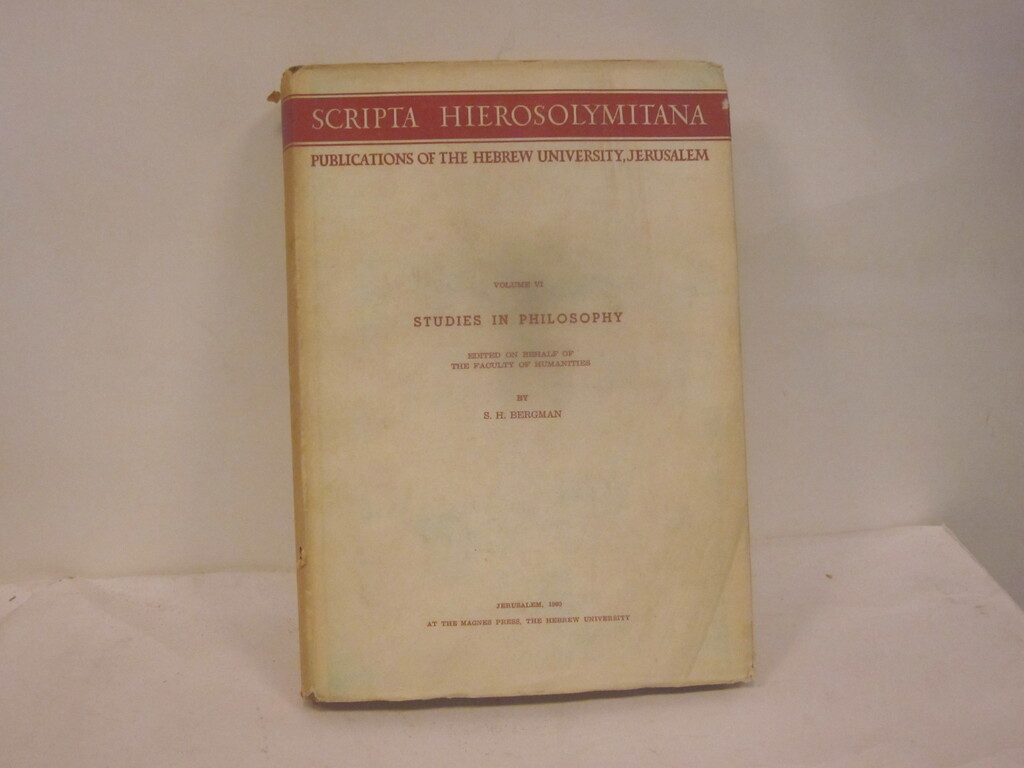 SCRIPTA HIEROSOLYMITANA
PUBLICATIONS OF THE HEBREW UNIVERSITY, JERUSALEM
VOLUME VI
STUDIES IN PHILOSOPHY
EDITED ON BEHALF OF
THE FACULTY OF HUMANITIES
BY
S. H. BERGMAN
JERUSALEM, 1960
AT THE MAGNES PRESS, THE HEBREW UNIVERSITY